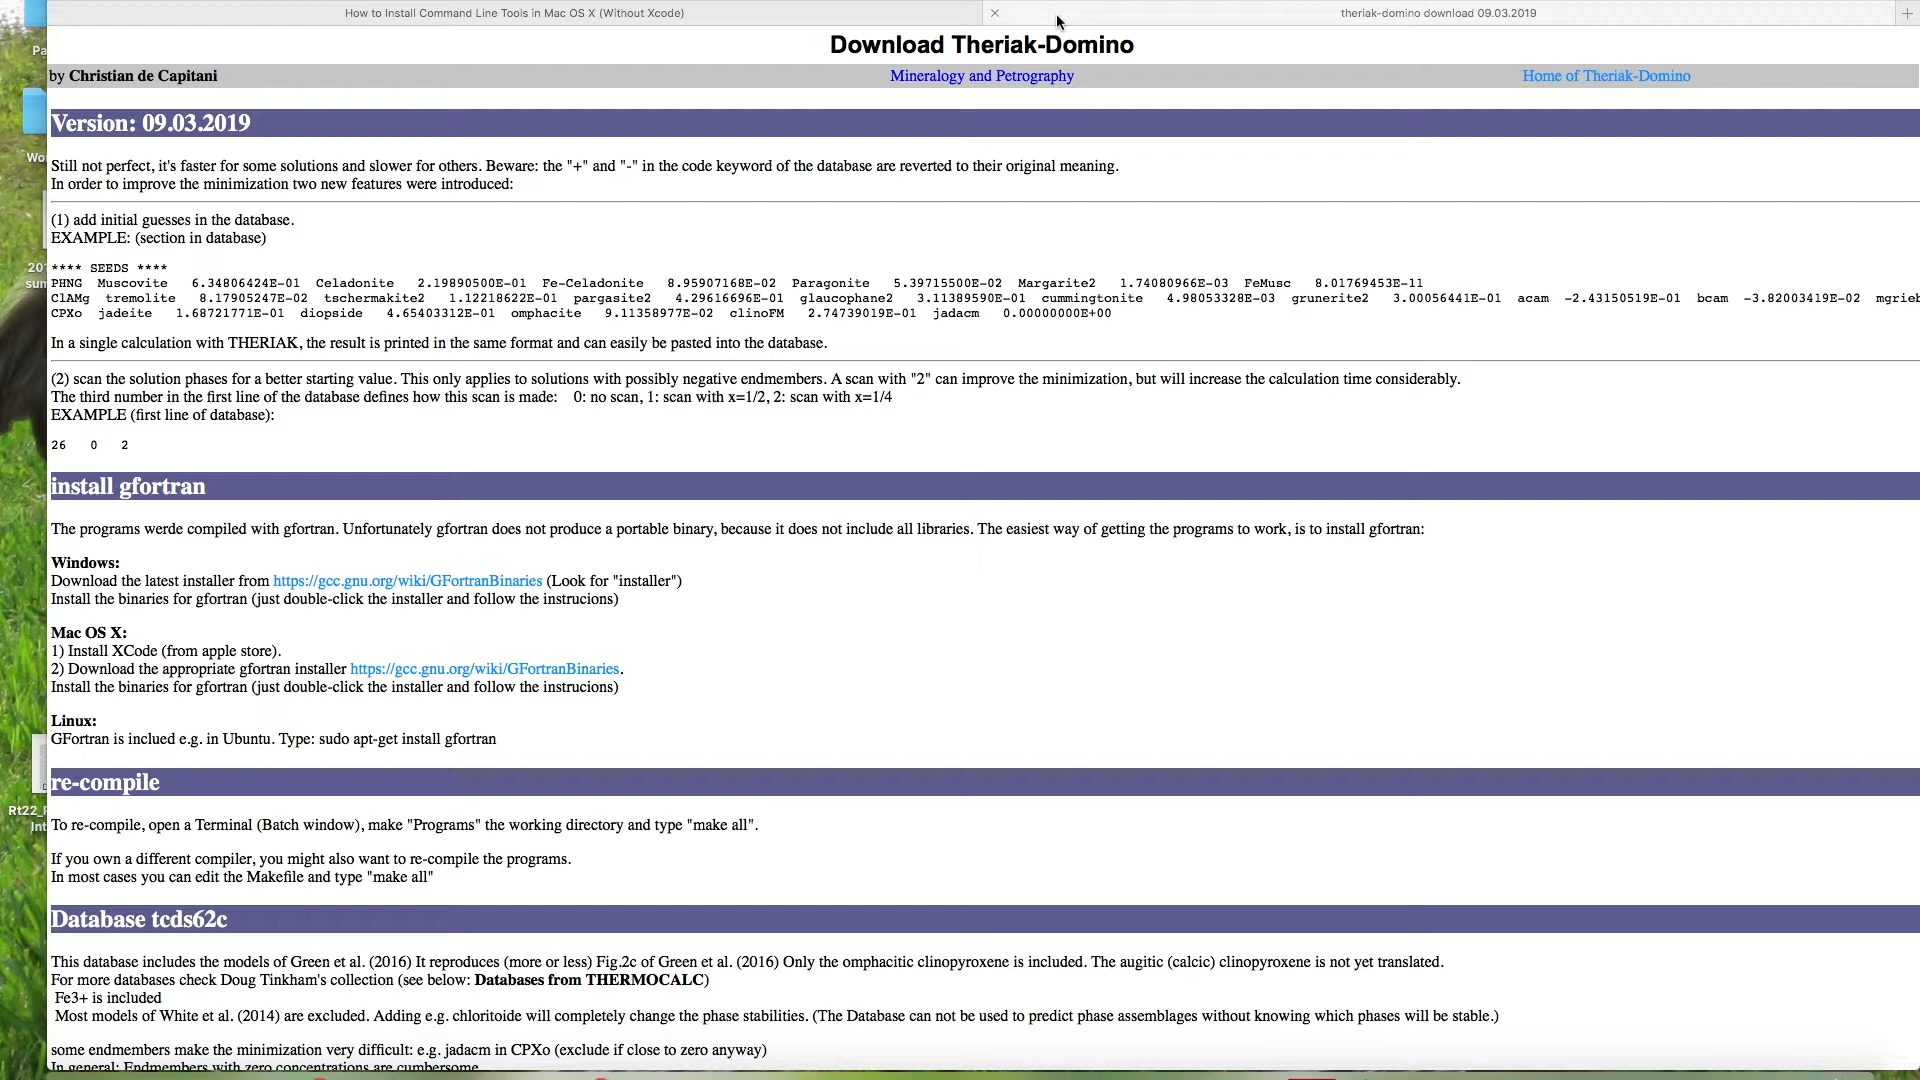 How to Install Command Line Tools in Mac OS X (Without Xcode)
theriak-domino download 09.03.2019
Download Theriak-Domino
by Christian de Capitani
Mineralogy and Petrography
Home of Theriak-Domino
Version: 09.03.2019
Still not perfect, it's faster for some solutions and slower for others. Beware: the "+" and "-" in the code keyword of the database are reverted to their original meaning.
In order to improve the minimization two new features were introduced:
(1) add initial guesses in the database.
EXAMPLE: (section in database)
**** SEEDS ****
PHNG Muscovite 6.34806424E-01 Celadonite 2.19890500E-01 Fe-Celadonite 8.95907168E-02 Paragonite 5.39715500E-02 Margarite2 1.74080966E-03 FeMusc 8.01769453E-11
ClAMg tremolite 8.17905247E-02 tschermakite2 1.12218622E-01 pargasite2 4.29616696E-01 glaucophane2 3.11389590E-01 cummingtonite 4.98053328E-03 grunerite2 3.00056441E-01 acam -2.43150519E-01 bcam -3.82003419E-02 mgrieb
CPXo jadeite 1.68721771E-01 diopside 4.65403312E-01 omphacite 9.11358977E-02 clinoFM 2.74739019E-01 jadacm 0.00000000E+00
In a single calculation with THERIAK, the result is printed in the same format and can easily be pasted into the database.
(2) scan the solution phases for a better starting value. This only applies to solutions with possibly negative endmembers. A scan with "2" can improve the minimization, but will increase the calculation time considerably.
The third number in the first line of the database defines how this scan is made: 0: no scan, 1: scan with x=1/2, 2: scan with x=1/4
EXAMPLE (first line of database):
26 0 2
install gfortran
The programs werde compiled with gfortran. Unfortunately gfortran does not produce a portable binary, because it does not include all libraries. The easiest way of getting the programs to work, is to install gfortran:
Windows:
Download the latest installer from https://gcc.gnu.org/wiki/GFortranBinaries (Look for "installer")
Install the binaries for gfortran (just double-click the installer and follow the instrucions)
Mac OS X:
1) Install XCode (from apple store).
2) Download the appropriate gfortran installer https://gcc.gnu.org/wiki/GFortranBinaries.
Install the binaries for gfortran (just double-click the installer and follow the instrucions)
Linux:
GFortran is inclued e.g. in Ubuntu. Type: sudo apt-get install gfortran
re-compile
To re-compile, open a Terminal (Batch window), make "Programs" the working directory and type "make all".
If you own a different compiler, you might also want to re-compile the programs.
In most cases you can edit the Makefile and type "make all"
Database tcds62c
This database includes the models of Green et al. (2016) It reproduces (more or less) Fig.2c of Green et al. (2016) Only the omphacitic clinopyroxene is included. The augitic (calcic) clinopyroxene is not yet translated.
For more databases check Doug Tinkham's collection (see below: Databases from THERMOCALC)
Fe3+ is included
Most models of White et al. (2014) are excluded. Adding e.g. chloritoide will completely change the phase stabilities. (The Database can not be used to predict phase assemblages without knowing which phases will be stable.)
some endmembers make the minimization very difficult: e.g. jadacm in CPXo (exclude if close to zero anyway)
In general: Endmembers with zero concentrations are cumbersome